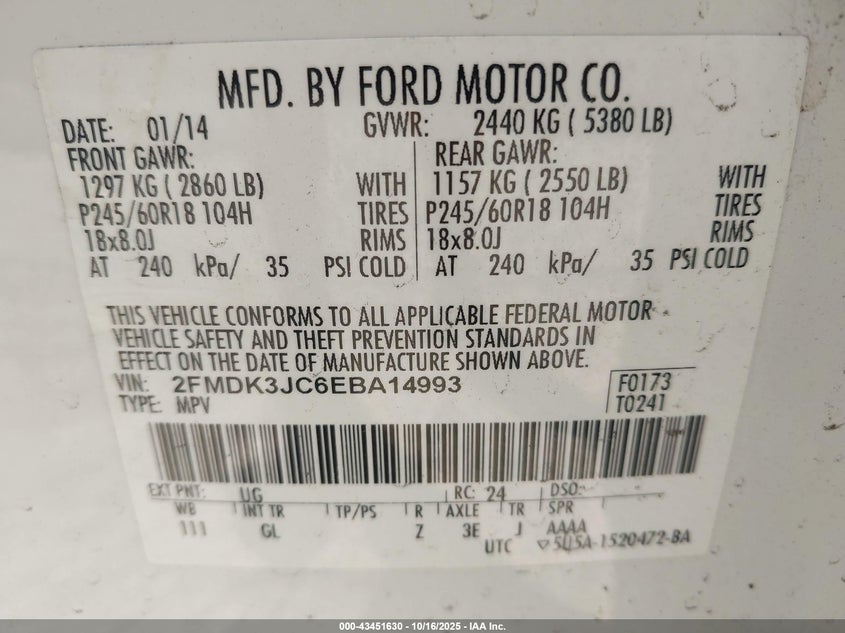 MFD. BY FORD MOTOR CO.
DATE: 01/14 GVWR: 2440 KG ( 5380 LB)
FRONT GAWR: REAR GAWR:
1297 KG ( 2860 LB) WITH 1157 KG ( 2550 LB) WITH
P245/60R18 104H TIRES P245/60R18 104H TIRES
18x8.0J RIMS 18x8.0J RIMS
AT 240 kPa/ 35 PSI COLD AT 240 kPa/ 35 PSI COLD
THIS VEHICLE CONFORMS TO ALL APPLICABLE FEDERAL MOTOR
VEHICLE SAFETY AND THEFT PREVENTION STANDARDS IN
EFFECT ON THE DATE OF MANUFACTURE SHOWN ABOVE.
VIN: 2FMDK3JC6EBA14993 F0173
TYPE: MPV T0241
EXT PNT: UG RC: 24 DSO:
WB INT TR TP/PS R AXLE TR SPR
111 GL Z 3E J AAAA
UTC ▽5U5A-1520472-BA
000-43451630 - 10/16/2025 - IAA Inc.